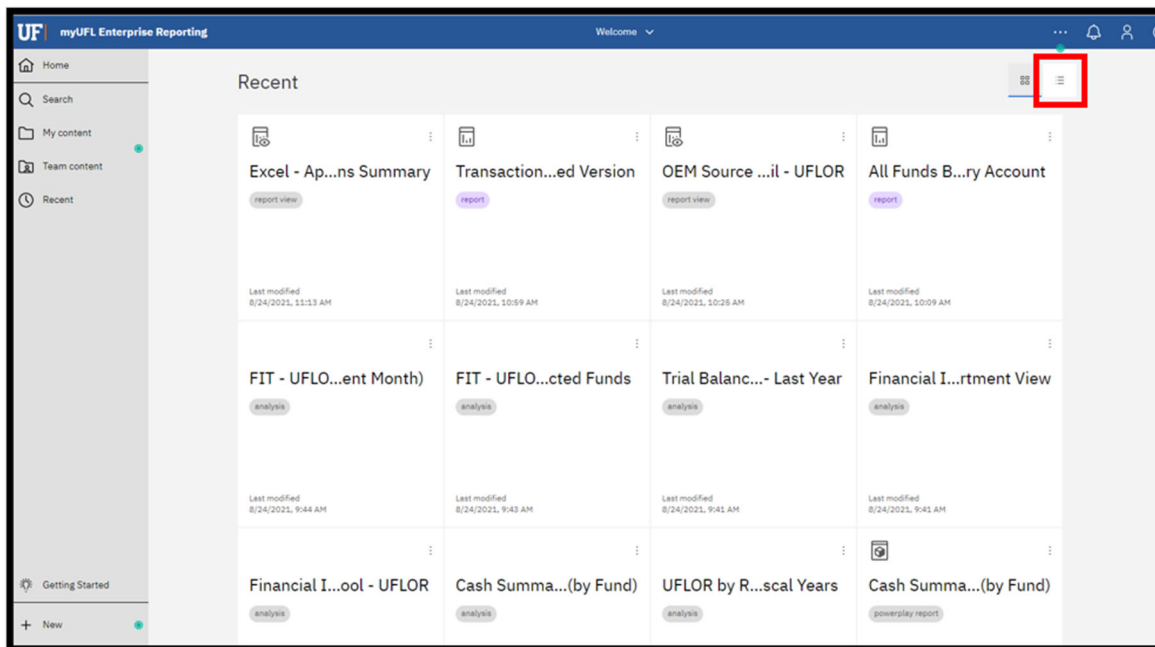 UF myUFL Enterprise Reporting
Welcome
Home
Search
My content
Team content
Recent
Getting Started
New
Recent
Excel - Ap...ns Summary
report view
Last modified
8/24/2021, 11:13 AM
Transaction...ed Version
report
Last modified
8/24/2021, 10:59 AM
OEM Source ...il - UFLOR
report view
Last modified
8/24/2021, 10:26 AM
All Funds B...ry Account
report
Last modified
8/24/2021, 10:09 AM
FIT - UFLO...ent Month)
analysis
Last modified
8/24/2021, 9:44 AM
FIT - UFLO...cted Funds
analysis
Last modified
8/24/2021, 9:43 AM
Trial Balanc...- Last Year
analysis
Last modified
8/24/2021, 9:41 AM
Financial I...rtment View
analysis
Last modified
8/24/2021, 9:41 AM
Financial I...ool - UFLOR
analysis
Cash Summa...(by Fund)
analysis
UFLOR by R...scal Years
analysis
Cash Summa...(by Fund)
powerplay report